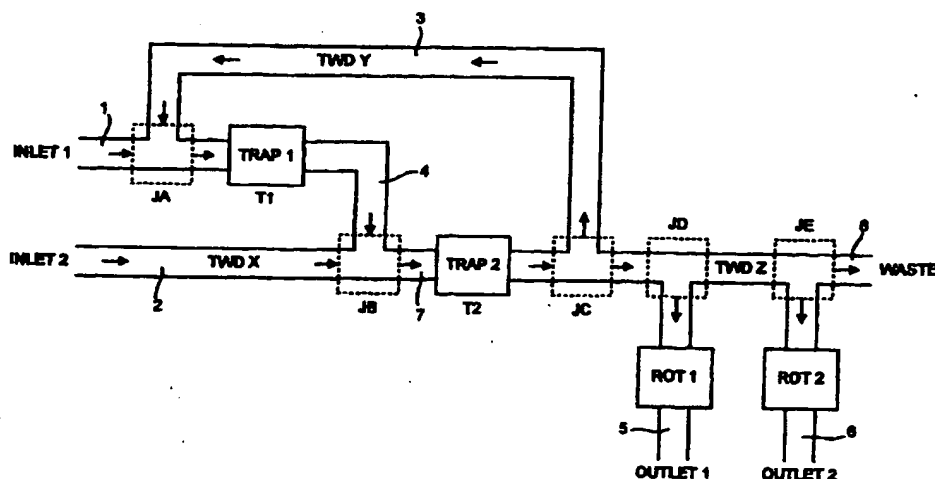 3
TWD Y
1
INLET 1
TRAP 1
JA
T1
4
JD
JE
8
INLET 2
TWD X
TRAP 2
TWD Z
WASTE
2
JB
7
T2
JC
ROT 1
ROT 2
5
6
OUTLET 1
OUTLET 2